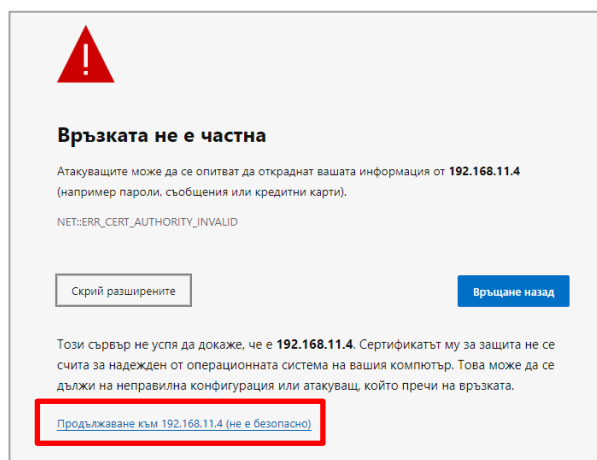 Връзката не е частна
Атакуващите може да се опитват да откраднат вашата информация от 192.168.11.4
(например пароли, съобщения или кредитни карти).
NET::ERR_CERT_AUTHORITY_INVALID
Скрий разширените
Връщане назад
Този сървър не успя да докаже, че е 192.168.11.4. Сертификатът му за защита не се
счита за надежден от операционната система на вашия компютър. Това може да се
дължи на неправилна конфигурация или атакуващ, който пречи на връзката.
Продължаване към 192.168.11.4 (не е безопасно)